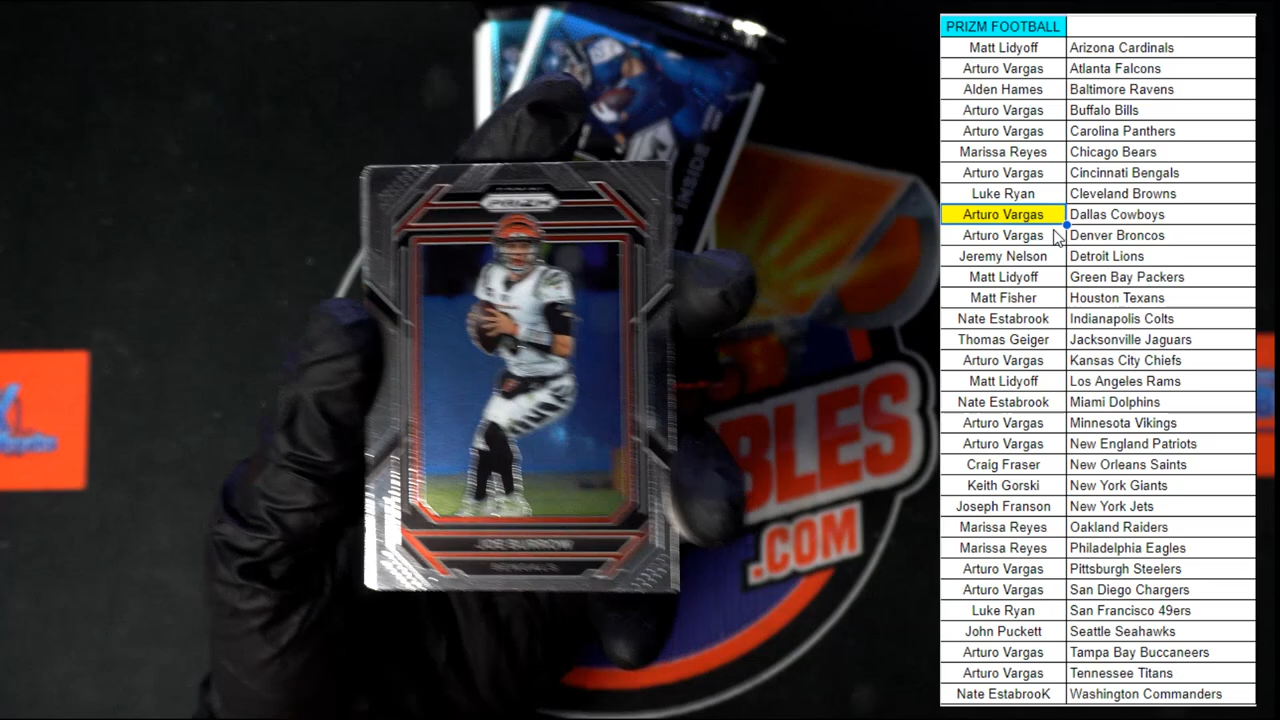 PRIZM FOOTBALL
Matt Lidyoff Arizona Cardinals
Arturo Vargas Atlanta Falcons
Alden Hames Baltimore Ravens
Arturo Vargas Buffalo Bills
Arturo Vargas Carolina Panthers
Marissa Reyes Chicago Bears
Arturo Vargas Cincinnati Bengals
Luke Ryan Cleveland Browns
Arturo Vargas Dallas Cowboys
Arturo Vargas Denver Broncos
Jeremy Nelson Detroit Lions
Matt Lidyoff Green Bay Packers
Matt Fisher Houston Texans
Nate Estabrook Indianapolis Colts
Thomas Geiger Jacksonville Jaguars
Arturo Vargas Kansas City Chiefs
Matt Lidyoff Los Angeles Rams
Nate Estabrook Miami Dolphins
Arturo Vargas Minnesota Vikings
Arturo Vargas New England Patriots
Craig Fraser New Orleans Saints
Keith Gorski New York Giants
Joseph Franson New York Jets
Marissa Reyes Oakland Raiders
Marissa Reyes Philadelphia Eagles
Arturo Vargas Pittsburgh Steelers
Arturo Vargas San Diego Chargers
Luke Ryan San Francisco 49ers
John Puckett Seattle Seahawks
Arturo Vargas Tampa Bay Buccaneers
Arturo Vargas Tennessee Titans
Nate EstabrooK Washington Commanders
PRIZM
JOE BURROW
BENGALS
INSIDE
BLES
.COM